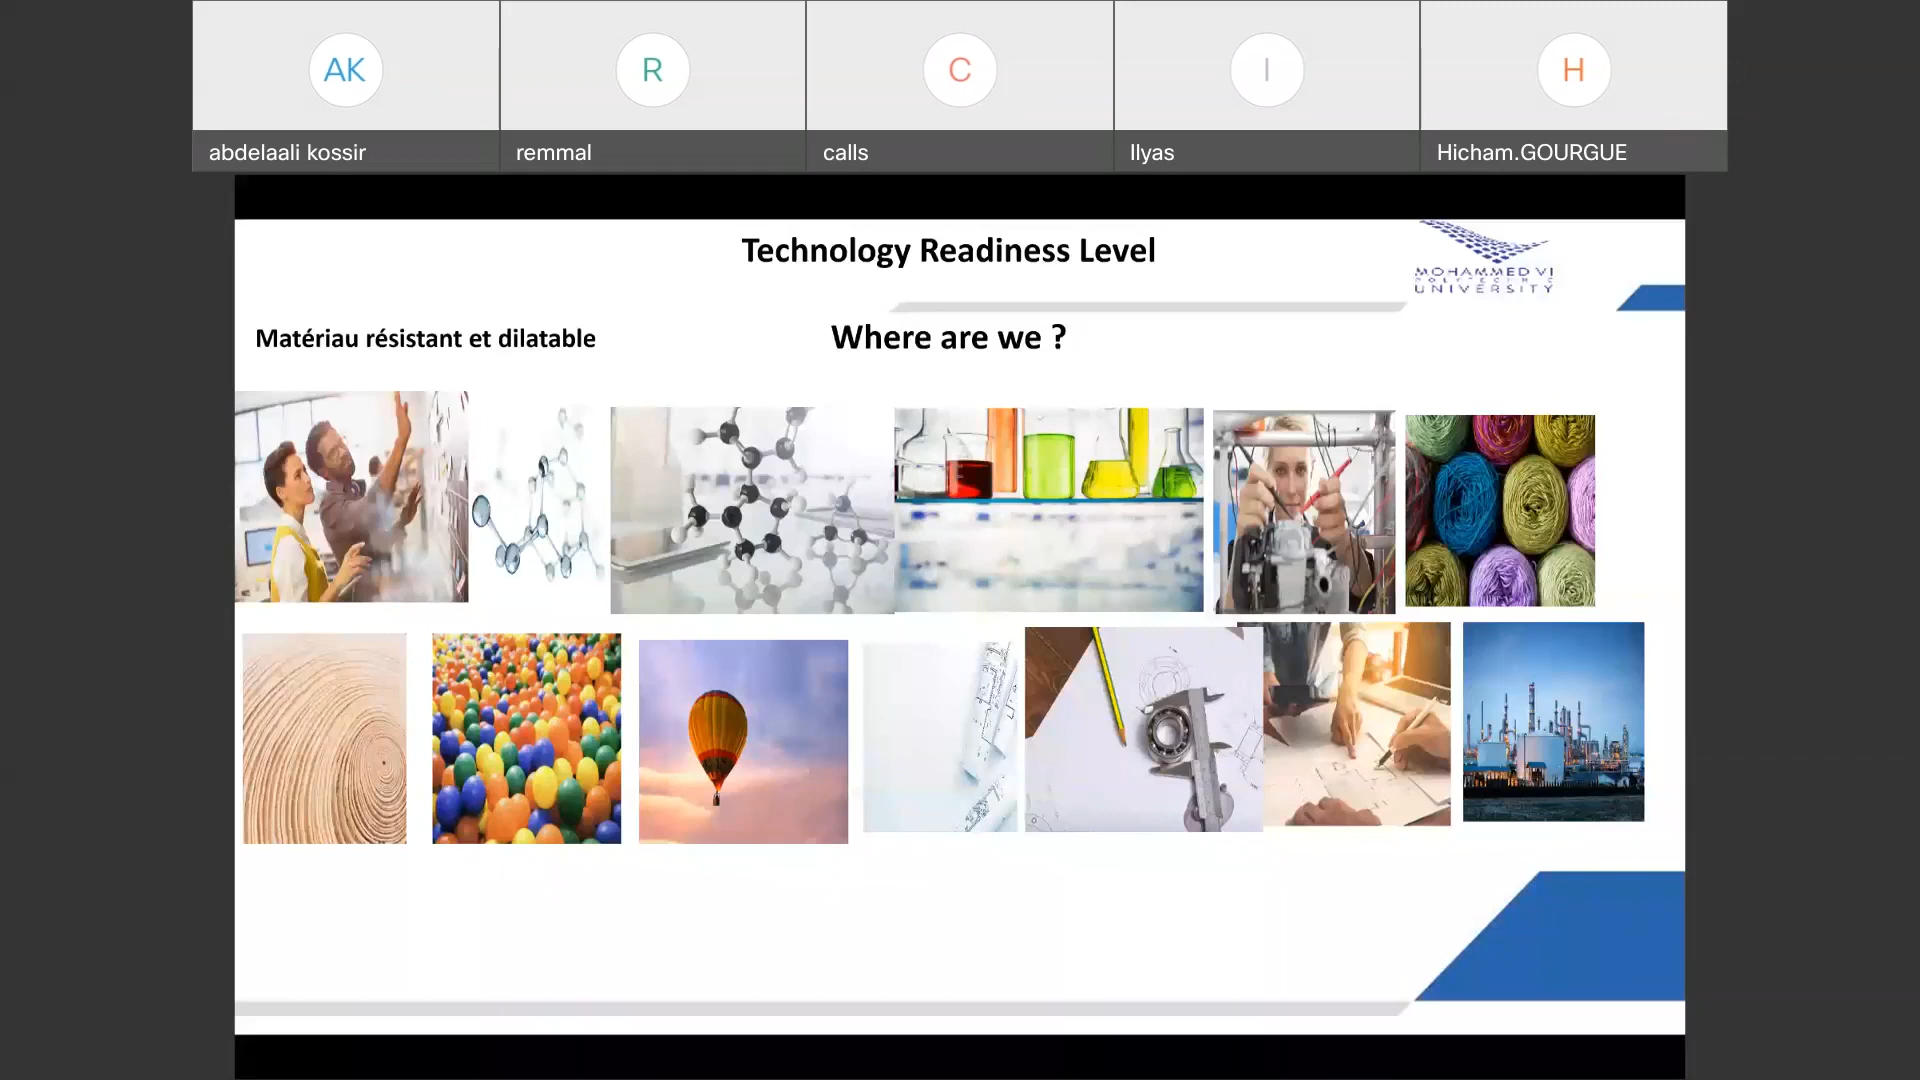 AK
R
C
I
H
abdelaali kossir
remmal
calls
Ilyas
Hicham.GOURGUE
Technology Readiness Level
MOHAMMED VI
POLYTECHNIC
UNIVERSITY
Matériau résistant et dilatable
Where are we ?